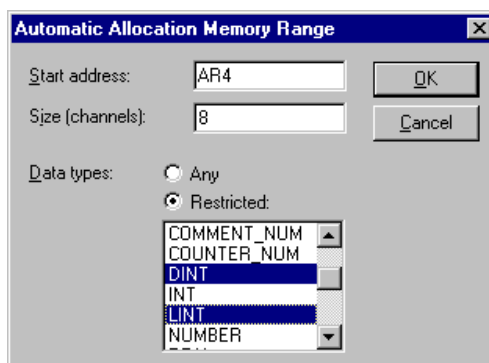 Automatic Allocation Memory Range
Start address: AR4 OK
Size (channels): 8 Cancel
Data types: Any
Restricted:
COMMENT_NUM
COUNTER_NUM
DINT
INT
LINT
NUMBER